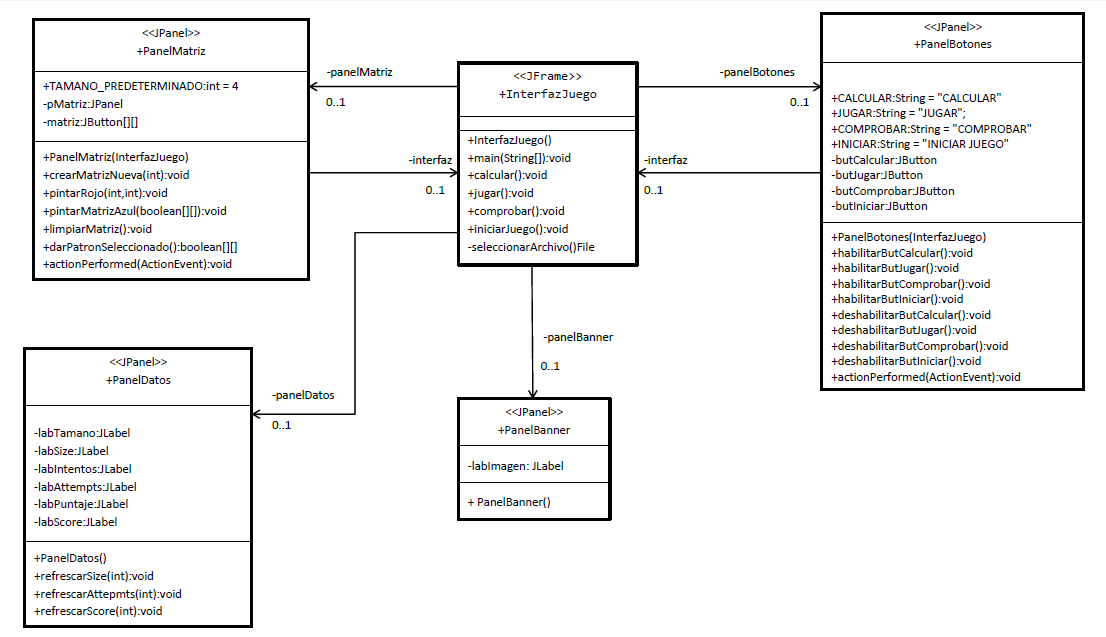 <<JPanel>>
+PanelMatriz
+TAMANO_PREDETERMINADO:int = 4
-pMatriz:JPanel
-matriz:JButton[][]
+PanelMatriz(InterfazJuego)
+crearMatrizNueva(int):void
+pintarRojo(int,int):void
+pintarMatrizAzul(boolean[][]):void
+limpiarMatriz():void
+darPatronSeleccionado():boolean[][]
+actionPerformed(ActionEvent):void
-panelMatriz
0..1
-interfaz
0..1
<<JFrame>>
+InterfazJuego
+InterfazJuego()
+main(String[]):void
+calcular():void
+jugar():void
+comprobar():void
+iniciarJuego():void
-seleccionarArchivo()File
-panelBotones
0..1
-interfaz
0..1
<<JPanel>>
+PanelBotones
+CALCULAR:String = "CALCULAR"
+JUGAR:String = "JUGAR";
+COMPROBAR:String = "COMPROBAR"
+INICIAR:String = "INICIAR JUEGO"
-butCalcular:JButton
-butJugar:JButton
-butComprobar:JButton
-butIniciar:JButton
+PanelBotones(InterfazJuego)
+habilitarButCalcular():void
+habilitarButJugar():void
+habilitarButComprobar():void
+habilitarButIniciar():void
+deshabilitarButCalcular():void
+deshabilitarButJugar():void
+deshabilitarButComprobar():void
+deshabilitarButIniciar():void
+actionPerformed(ActionEvent):void
<<JPanel>>
+PanelDatos
-labTamano:JLabel
-labSize:JLabel
-labIntentos:JLabel
-labAttempts:JLabel
-labPuntaje:JLabel
-labScore:JLabel
+PanelDatos()
+refrescarSize(int):void
+refrescarAttepmts(int):void
+refrescarScore(int):void
-panelDatos
0..1
-panelBanner
0..1
<<JPanel>>
+PanelBanner
-labImagen: JLabel
+ PanelBanner()